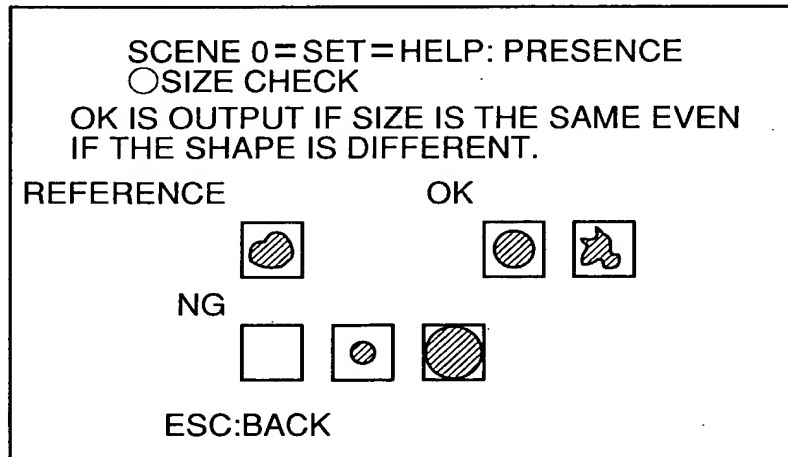 SCENE 0=SET=HELP: PRESENCE
○SIZE CHECK
OK IS OUTPUT IF SIZE IS THE SAME EVEN
IF THE SHAPE IS DIFFERENT.
REFERENCE OK
NG
ESC:BACK